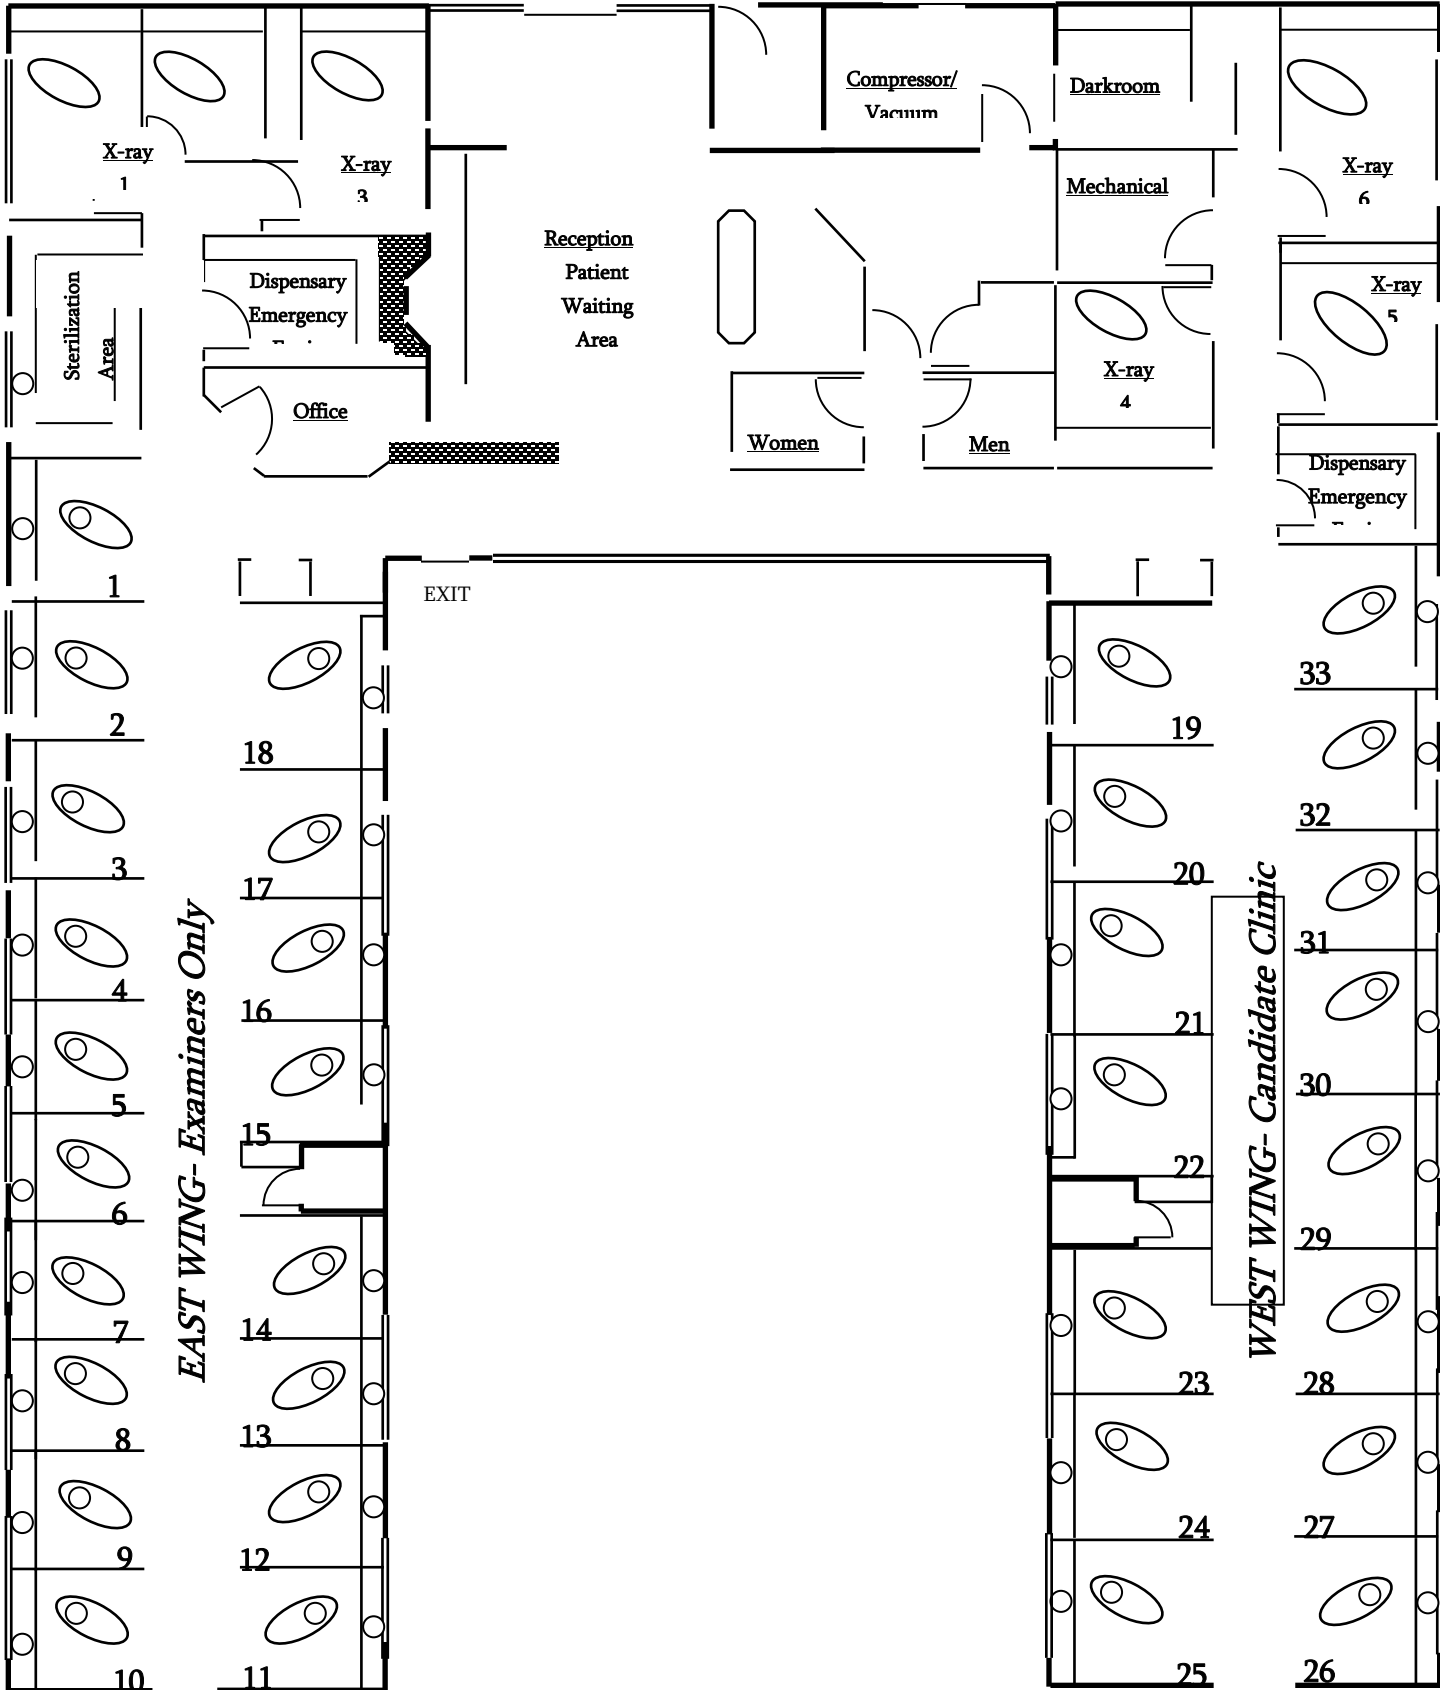 Compressor/
Vacuum
Darkroom
X-ray
1
X-ray
3
X-ray
6
Mechanical
Reception
Patient
Waiting
Area
Dispensary
Emergency
Sterilization
Area
X-ray
5
X-ray
4
Office
Women
Men
Dispensary
Emergency
EXIT
1
2
3
4
5
6
7
8
9
10
EAST WING- Examiners Only
18
17
16
15
14
13
12
11
19
20
21
22
23
24
25
WEST WING- Candidate Clinic
33
32
31
30
29
28
27
26